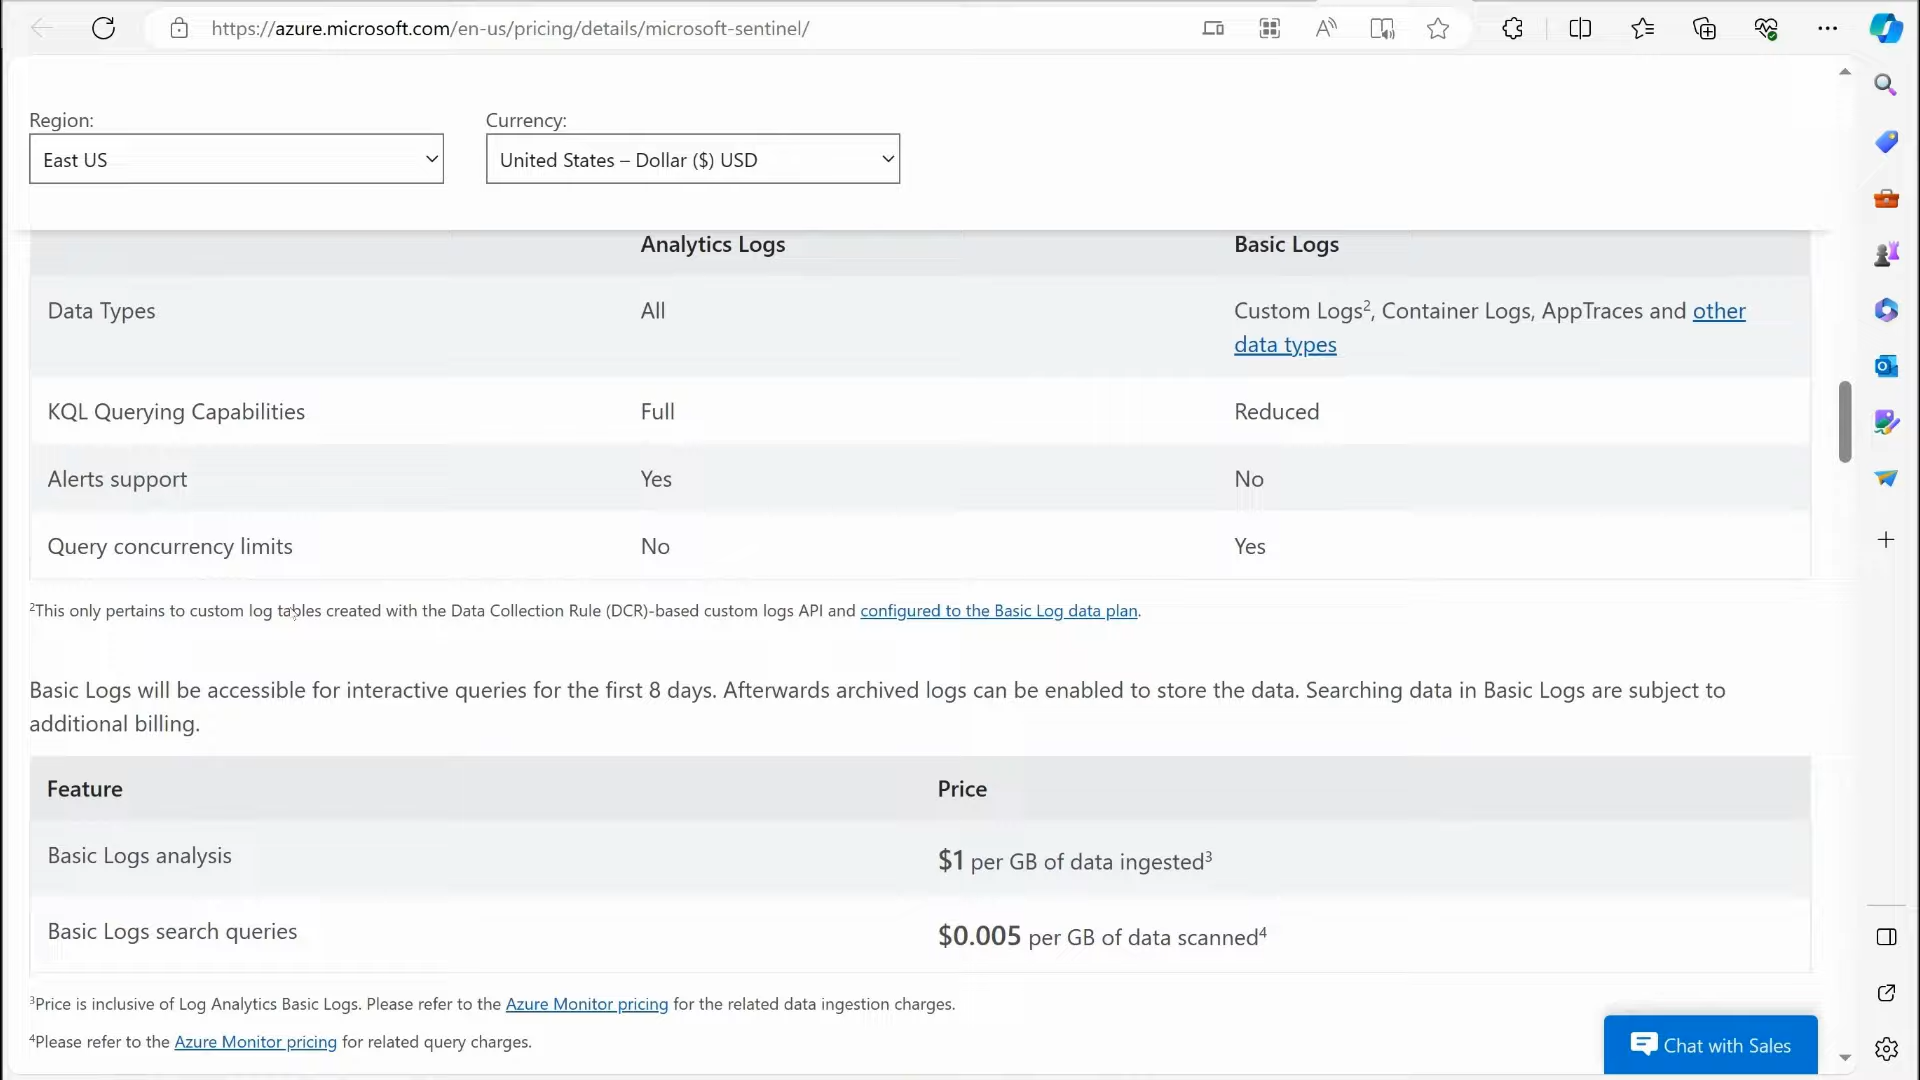 https://azure.microsoft.com/en-us/pricing/details/microsoft-sentinel/
Region:
Currency:
East US
United States – Dollar ($) USD
Analytics Logs
Basic Logs
Data Types
All
Custom Logs², Container Logs, AppTraces and other
data types
KQL Querying Capabilities
Full
Reduced
Alerts support
Yes
No
Query concurrency limits
No
Yes
²This only pertains to custom log tables created with the Data Collection Rule (DCR)-based custom logs API and configured to the Basic Log data plan.
Basic Logs will be accessible for interactive queries for the first 8 days. Afterwards archived logs can be enabled to store the data. Searching data in Basic Logs are subject to
additional billing.
Feature
Price
Basic Logs analysis
$1 per GB of data ingested³
Basic Logs search queries
$0.005 per GB of data scanned⁴
³Price is inclusive of Log Analytics Basic Logs. Please refer to the Azure Monitor pricing for the related data ingestion charges.
⁴Please refer to the Azure Monitor pricing for related query charges.
Chat with Sales